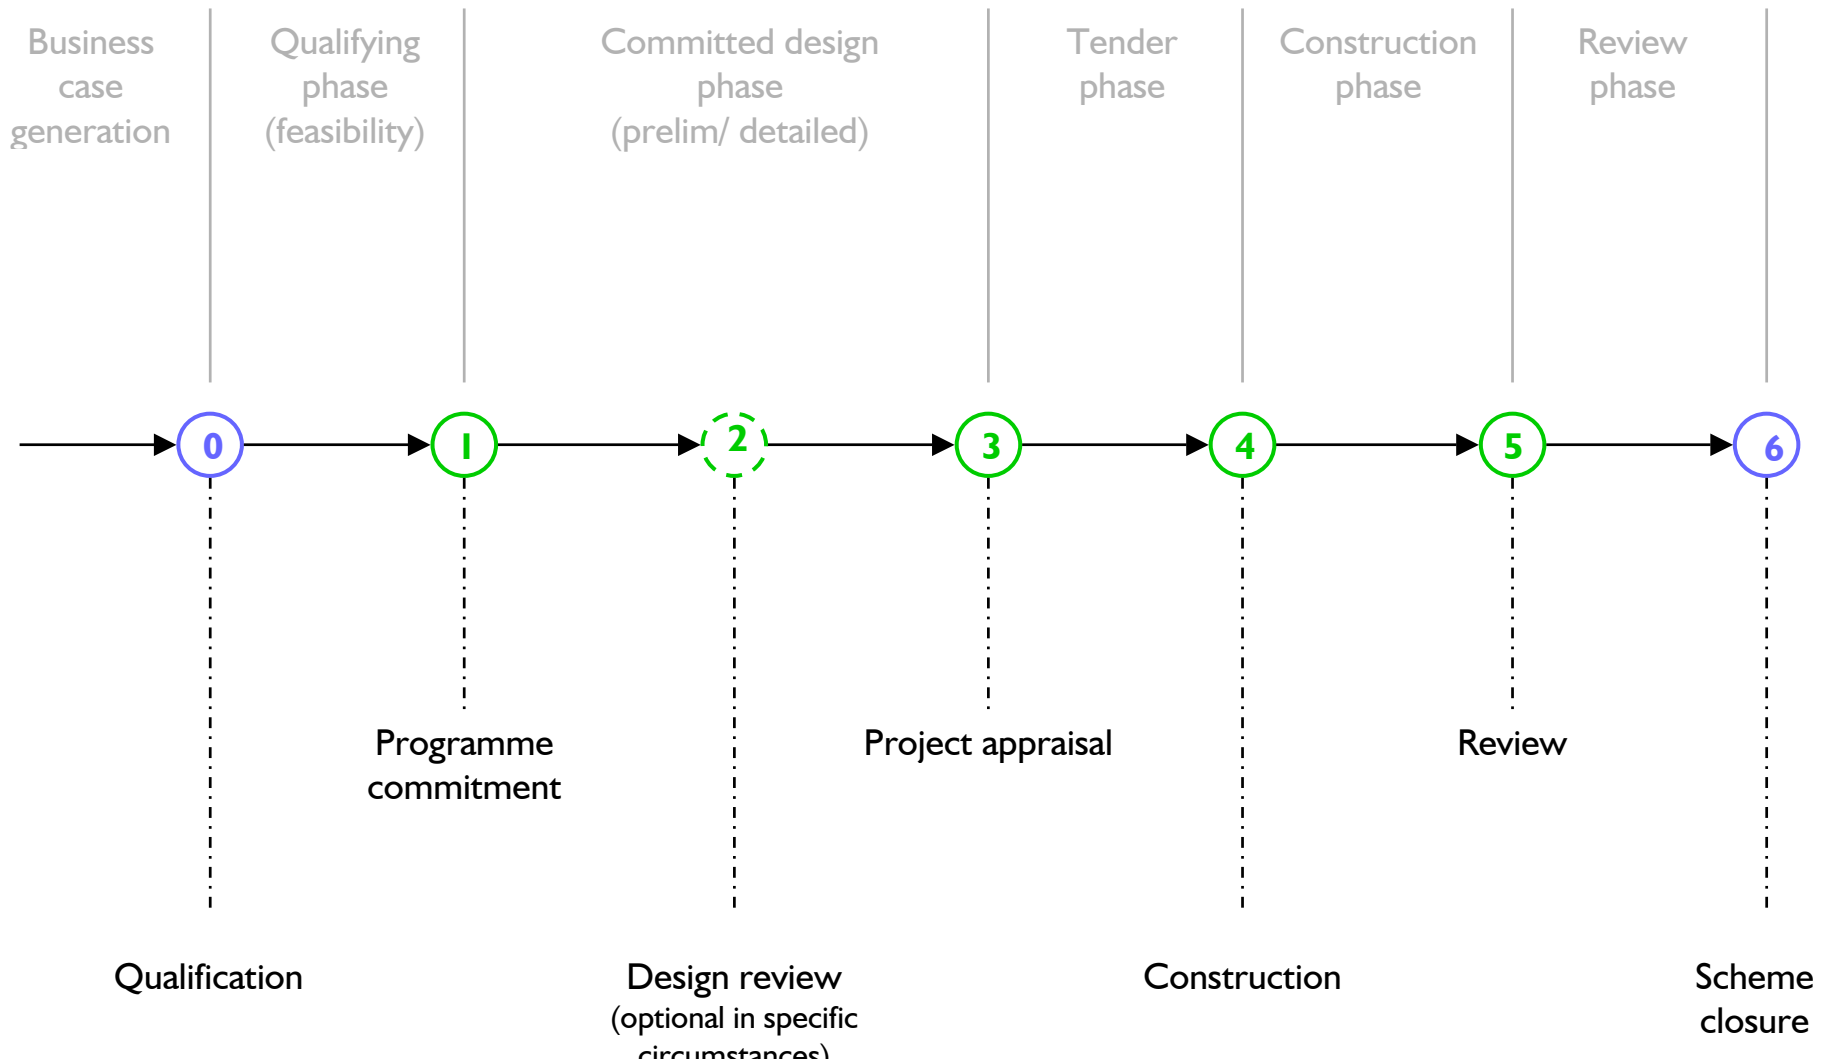 Business
case
generation
Qualifying
phase
(feasibility)
Committed design
phase
(prelim/ detailed)
Tender
phase
Construction
phase
Review
phase
0
1
2
3
4
5
6
Programme
commitment
Project appraisal
Review
Qualification
Design review
(optional in specific
circumstances)
Construction
Scheme
closure